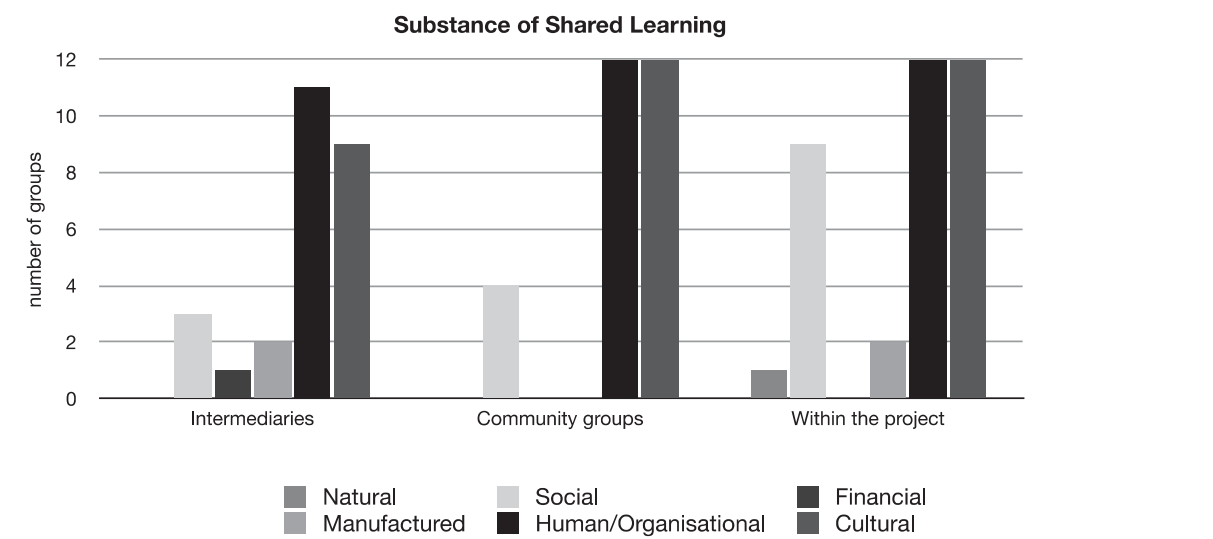 Substance of Shared Learning
number of groups
12
10
8
6
4
2
0
Intermediaries Community groups Within the project
Natural Social Financial
Manufactured Human/Organisational Cultural